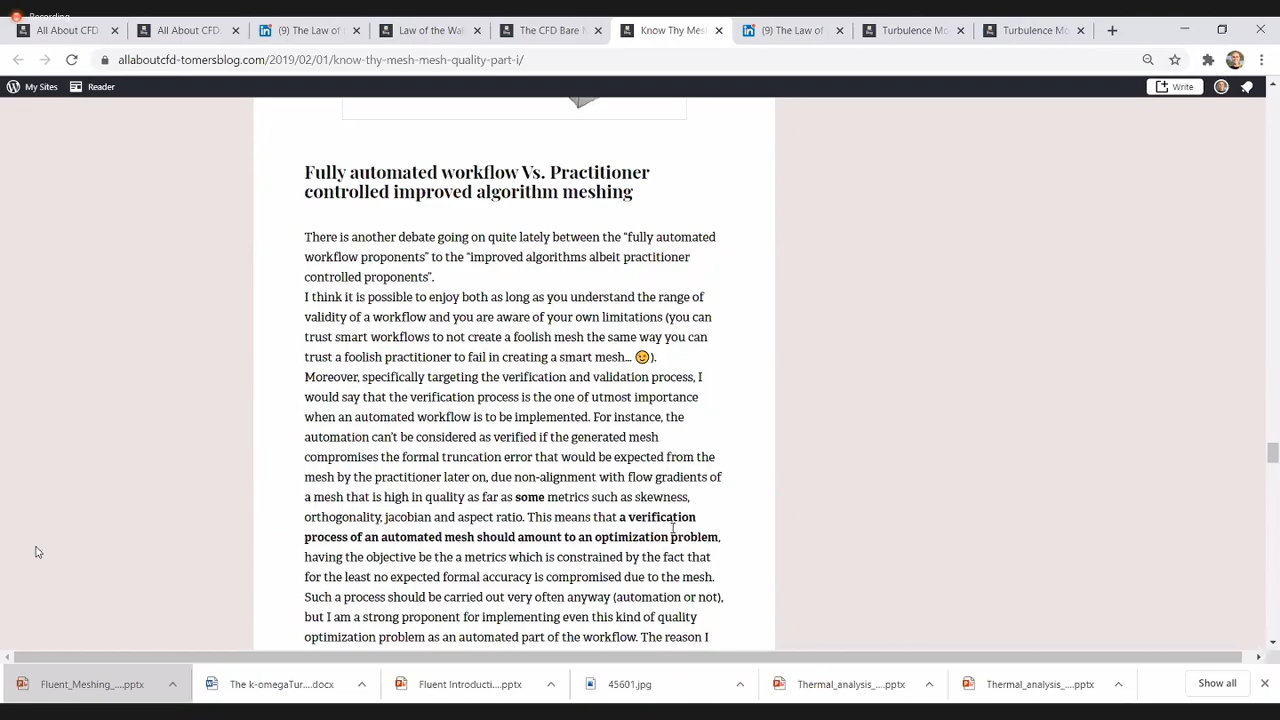 Recording
All About CFD
All About CFD.
(9) The Law of
Law of the Wal
The CFD Bare M
Know Thy Mesh
(9) The Law of
Turbulence Mo
Turbulence Mo
allaboutcfd-tomersblog.com/2019/02/01/know-thy-mesh-mesh-quality-part-i/
My Sites
Reader
Write
Fully automated workflow Vs. Practitioner
controlled improved algorithm meshing
There is another debate going on quite lately between the “fully automated
workflow proponents” to the “improved algorithms albeit practitioner
controlled proponents”.
I think it is possible to enjoy both as long as you understand the range of
validity of a workflow and you are aware of your own limitations (you can
trust smart workflows to not create a foolish mesh the same way you can
trust a foolish practitioner to fail in creating a smart mesh… 😉).
Moreover, specifically targeting the verification and validation process, I
would say that the verification process is the one of utmost importance
when an automated workflow is to be implemented. For instance, the
automation can’t be considered as verified if the generated mesh
compromises the formal truncation error that would be expected from the
mesh by the practitioner later on, due non-alignment with flow gradients of
a mesh that is high in quality as far as some metrics such as skewness,
orthogonality, jacobian and aspect ratio. This means that a verification
process of an automated mesh should amount to an optimization problem,
having the objective be the a metrics which is constrained by the fact that
for the least no expected formal accuracy is compromised due to the mesh.
Such a process should be carried out very often anyway (automation or not),
but I am a strong proponent for implementing even this kind of quality
optimization problem as an automated part of the workflow. The reason I
Fluent_Meshing_....pptx
The k-omegaTur....docx
Fluent Introducti....pptx
45601.jpg
Thermal_analysis_....pptx
Thermal_analysis_....pptx
Show all